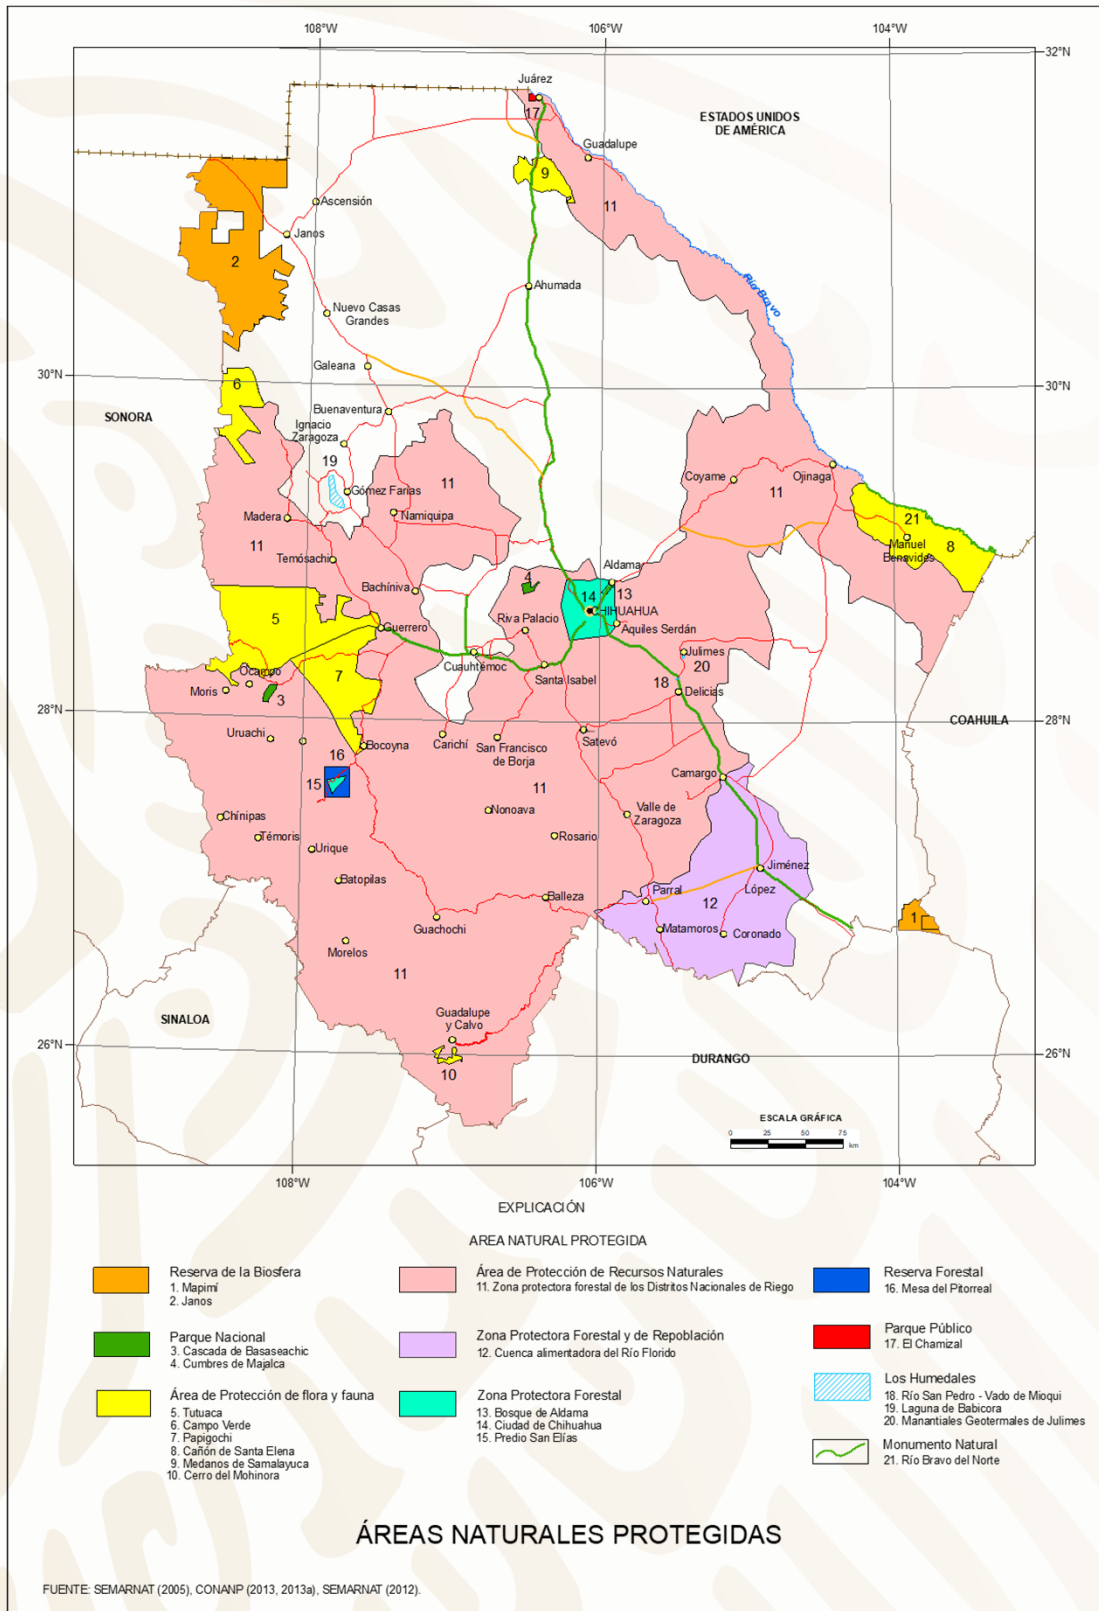 108°W
106°W
104°W
32°N
Juárez
17
ESTADOS UNIDOS
DE AMÉRICA
Guadalupe
9
11
Ascensión
Janos
2
Ahumada
Río Bravo
Nuevo Casas
Grandes
Galeana
30°N
30°N
6
SONORA
Buenaventura
Ignacio
Zaragoza
19
11
Gómez Farías
Coyame
Ojinaga
11
Madera
Namiquipa
21
Manuel
Benavides
8
11
Temósachi
Aldama
4
13
14
Bachíniva
CHIHUAHUA
Riva Palacio
5
Guerrero
Aquiles Serdán
Cuauhtémoc
Julimes
20
Ocampo
7
Santa Isabel
18
Moris
3
Delicias
28°N
28°N
COAHUILA
Uruachi
Bocoyna
Carichí
San Francisco
de Borja
Satevó
16
15
Camargo
11
Chínipas
Nonoava
Valle de
Zaragoza
Témoris
Rosario
Urique
Jiménez
Batopilas
Parral
López
Balleza
12
Guachochi
Matamoros
Coronado
1
Morelos
11
SINALOA
Guadalupe
y Calvo
26°N
26°N
10
DURANGO
ESCALA GRÁFICA
0 25 50 75
km
108°W
106°W
104°W
EXPLICACIÓN
AREA NATURAL PROTEGIDA
Reserva de la Biosfera
1. Mapimí
2. Janos
Parque Nacional
3. Cascada de Basaseachic
4. Cumbres de Majalca
Área de Protección de flora y fauna
5. Tutuaca
6. Campo Verde
7. Papigochi
8. Cañón de Santa Elena
9. Medanos de Samalayuca
10. Cerro del Mohinora
Área de Protección de Recursos Naturales
11. Zona protectora forestal de los Distritos Nacionales de Riego
Zona Protectora Forestal y de Repoblación
12. Cuenca alimentadora del Río Florido
Zona Protectora Forestal
13. Bosque de Aldama
14. Ciudad de Chihuahua
15. Predio San Elías
Reserva Forestal
16. Mesa del Pitorreal
Parque Público
17. El Chamizal
Los Humedales
18. Río San Pedro - Vado de Mioqui
19. Laguna de Babicora
20. Manantiales Geotermales de Julimes
Monumento Natural
21. Río Bravo del Norte
ÁREAS NATURALES PROTEGIDAS
FUENTE: SEMARNAT (2005), CONANP (2013, 2013a), SEMARNAT (2012).